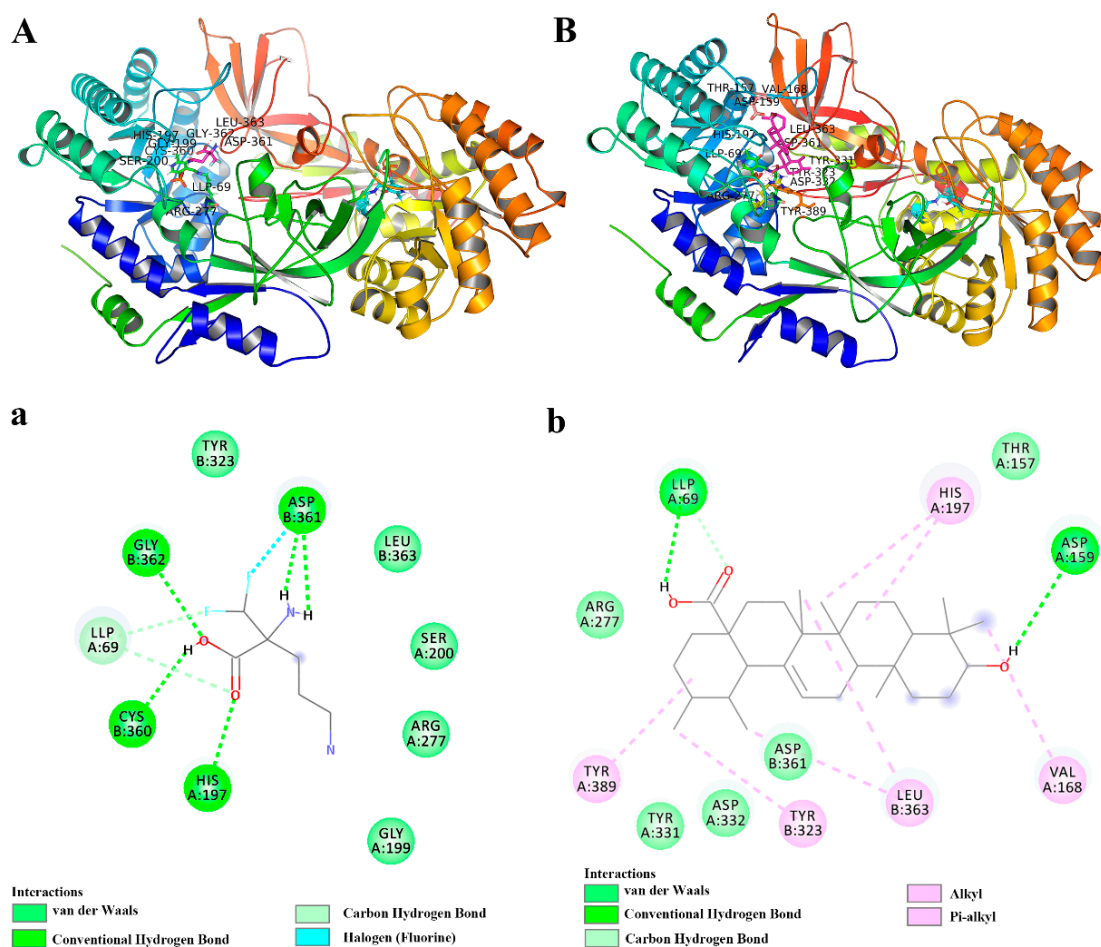 A
B
LEU-363
HIS-197
GLY-362
GLY-199
ASP-361
CYS-360
SER-200
LLP-69
ARG-277
THR-157
VAL-168
ASP-159
HIS-197
LEU-363
LLP-69
TYR-331
TYR-323
ASP-332
ARG-277
TYR-389
a
TYR
B:323
ASP
B:361
GLY
B:362
LEU
B:363
F
H
F
N
H
LLP
A:69
H
O
SER
A:200
O
CYS
B:360
ARG
A:277
N
HIS
A:197
GLY
A:199
Interactions
van der Waals
Conventional Hydrogen Bond
Carbon Hydrogen Bond
Halogen (Fluorine)
b
THR
A:157
LLP
A:69
HIS
A:197
ASP
A:159
O
H
O
ARG
A:277
H
O
ASP
B:361
TYR
A:389
VAL
A:168
LEU
B:363
ASP
A:332
TYR
A:331
TYR
B:323
Interactions
van der Waals
Conventional Hydrogen Bond
Carbon Hydrogen Bond
Alkyl
Pi-alkyl